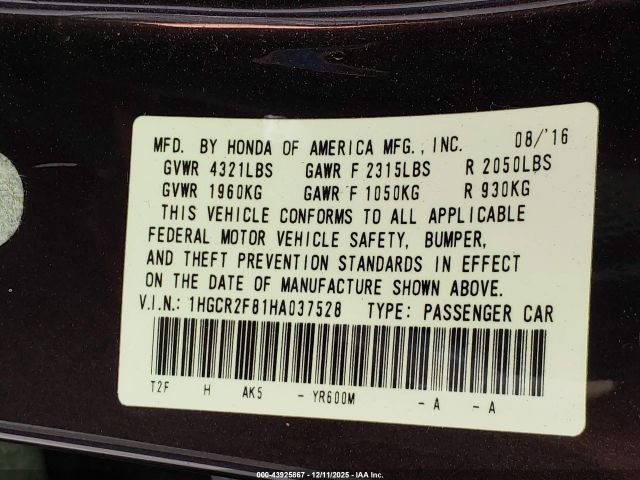 MFD. BY HONDA OF AMERICA MFG., INC. 08/'16
GVWR 4321LBS GAWR F 2315LBS R 2050LBS
GVWR 1960KG GAWR F 1050KG R 930KG
THIS VEHICLE CONFORMS TO ALL APPLICABLE
FEDERAL MOTOR VEHICLE SAFETY, BUMPER,
AND THEFT PREVENTION STANDARDS IN EFFECT
ON THE DATE OF MANUFACTURE SHOWN ABOVE.
V.I.N.: 1HGCR2F81HA037528 TYPE: PASSENGER CAR
T2F H AK5 - YR600M - A - A
000-43925867 - 12/11/2025 - IAA Inc.